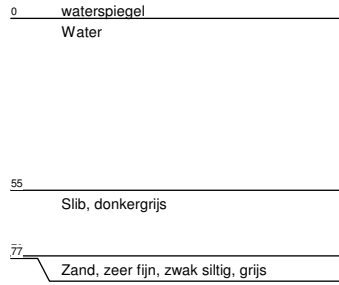 0 waterspiegel
Water
55
Slib, donkergrijs
77
Zand, zeer fijn, zwak siltig, grijs